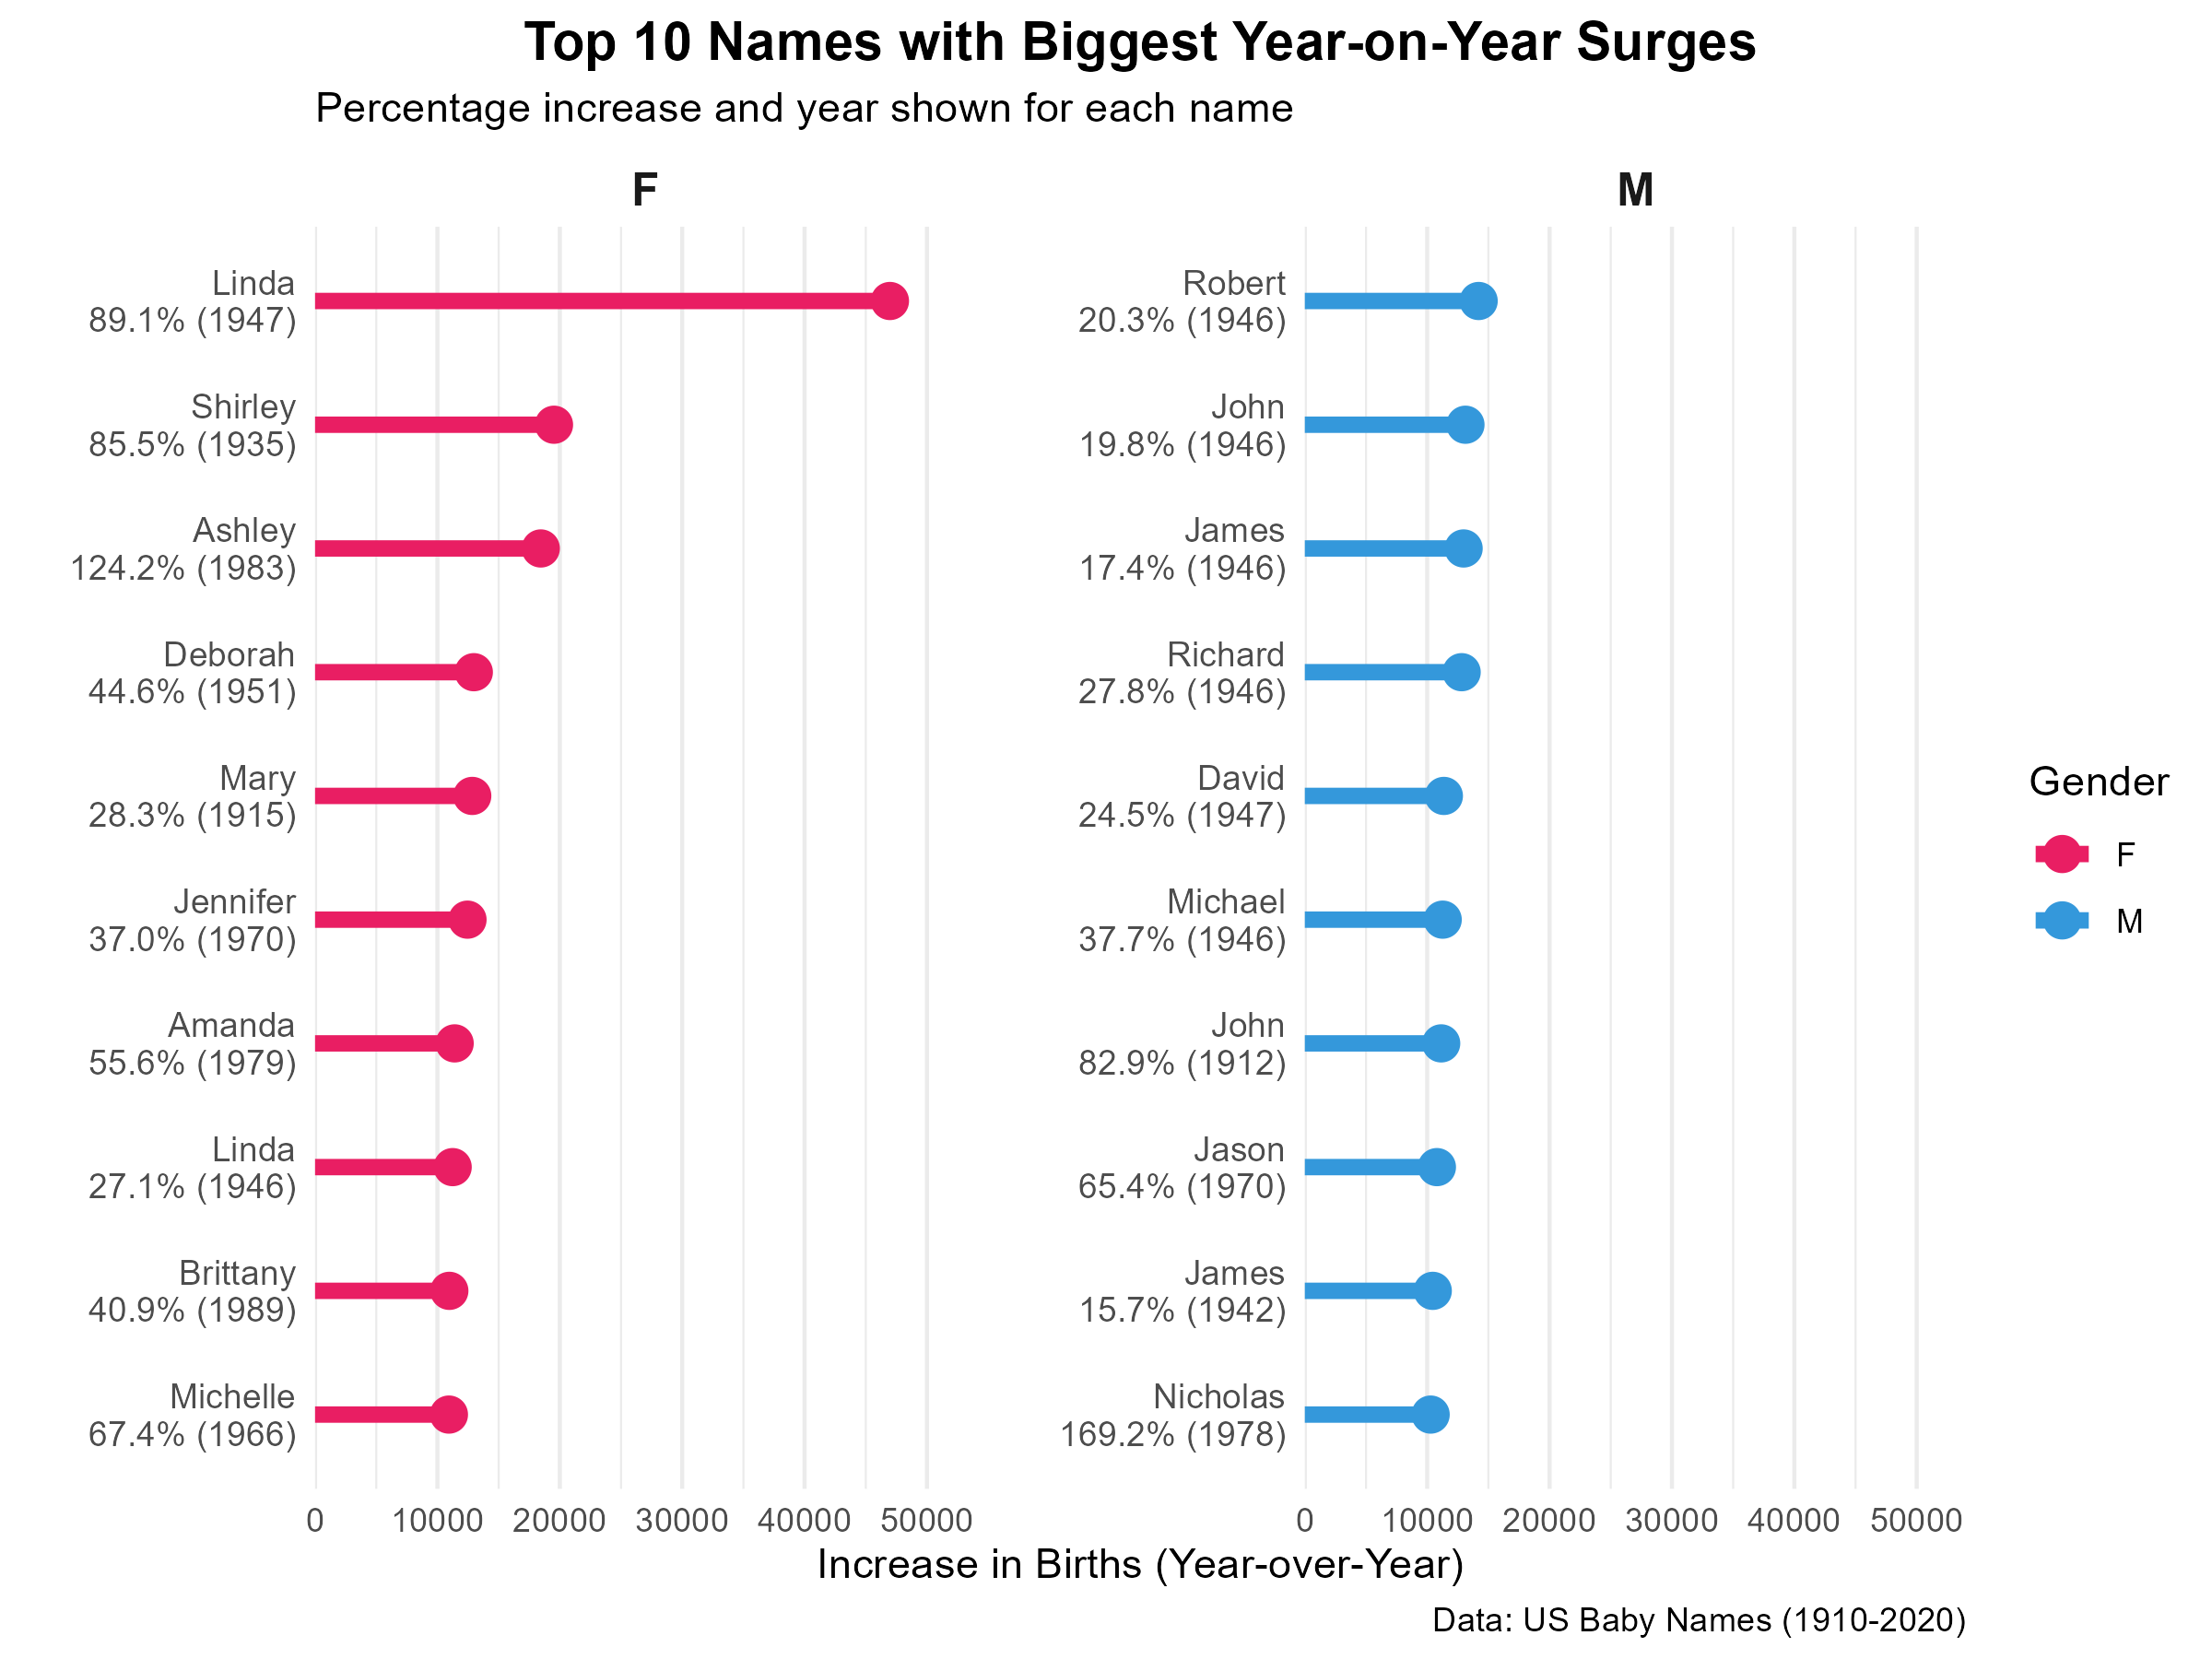 Top 10 Names with Biggest Year-on-Year Surges
Percentage increase and year shown for each name
F
Linda
89.1% (1947)
Shirley
85.5% (1935)
Ashley
124.2% (1983)
Deborah
44.6% (1951)
Mary
28.3% (1915)
Jennifer
37.0% (1970)
Amanda
55.6% (1979)
Linda
27.1% (1946)
Brittany
40.9% (1989)
Michelle
67.4% (1966)
0 10000 20000 30000 40000 50000
M
Robert
20.3% (1946)
John
19.8% (1946)
James
17.4% (1946)
Richard
27.8% (1946)
David
24.5% (1947)
Michael
37.7% (1946)
John
82.9% (1912)
Jason
65.4% (1970)
James
15.7% (1942)
Nicholas
169.2% (1978)
0 10000 20000 30000 40000 50000
Increase in Births (Year-over-Year)
Gender
F
M
Data: US Baby Names (1910-2020)